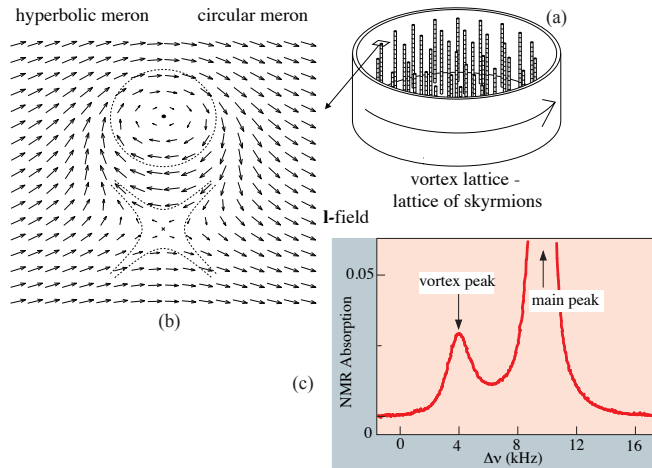 hyperbolic meron
circular meron
(a)
vortex lattice -
lattice of skyrmions
l-field
(b)
0.05
vortex peak
main peak
NMR Absorption
(c)
0
0
4
8
12
16
Δν (kHz)